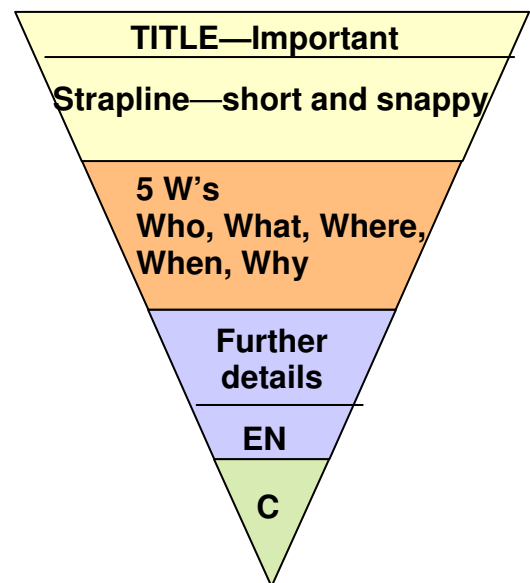 TITLE—Important
Strapline—short and snappy
5 W’s
Who, What, Where,
When, Why
Further
details
EN
C